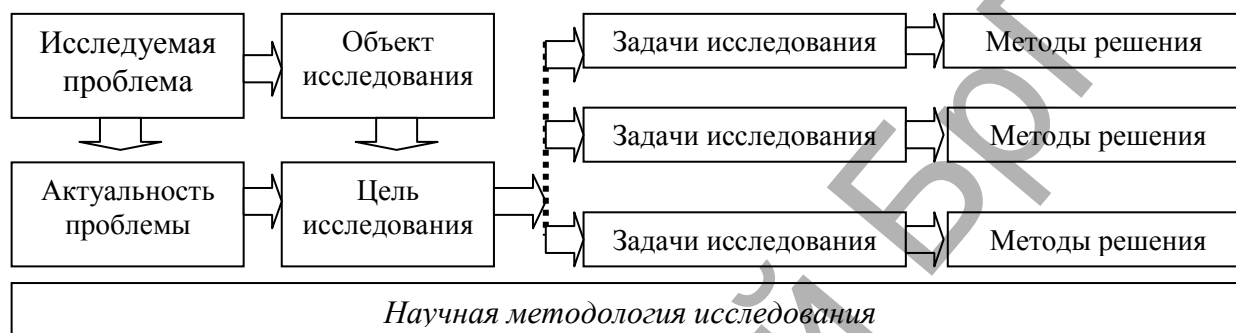 Исследуемая
проблема
Объект
исследования
Задачи исследования
Методы решения
Задачи исследования
Методы решения
Актуальность
проблемы
Цель
исследования
Задачи исследования
Методы решения
Научная методология исследования